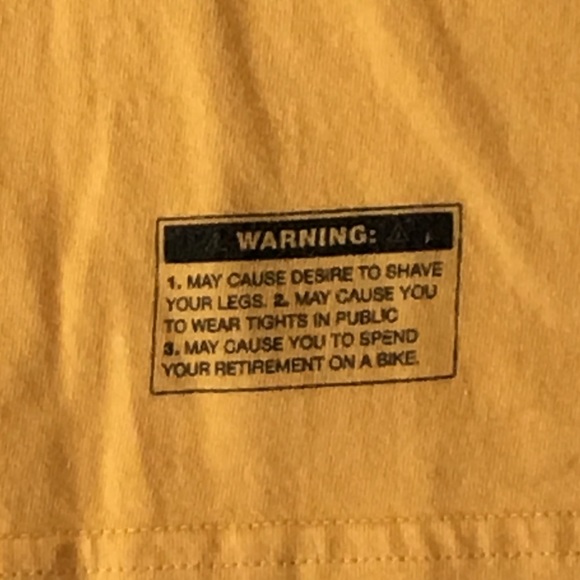 WARNING:
1. MAY CAUSE DESIRE TO SHAVE
YOUR LEGS. 2. MAY CAUSE YOU
TO WEAR TIGHTS IN PUBLIC
3. MAY CAUSE YOU TO SPEND
YOUR RETIREMENT ON A BIKE.